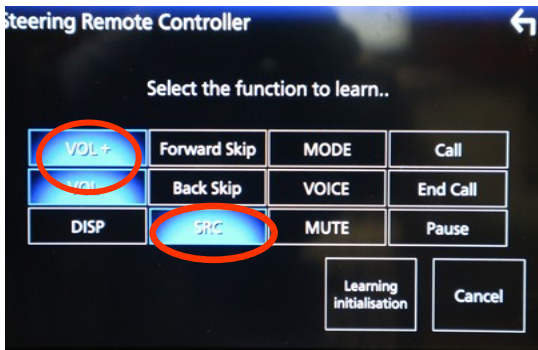 Steering Remote Controller
Select the function to learn..
VOL + Forward Skip MODE Call
VOL - Back Skip VOICE End Call
DISP SRC MUTE Pause
Learning
initialisation
Cancel